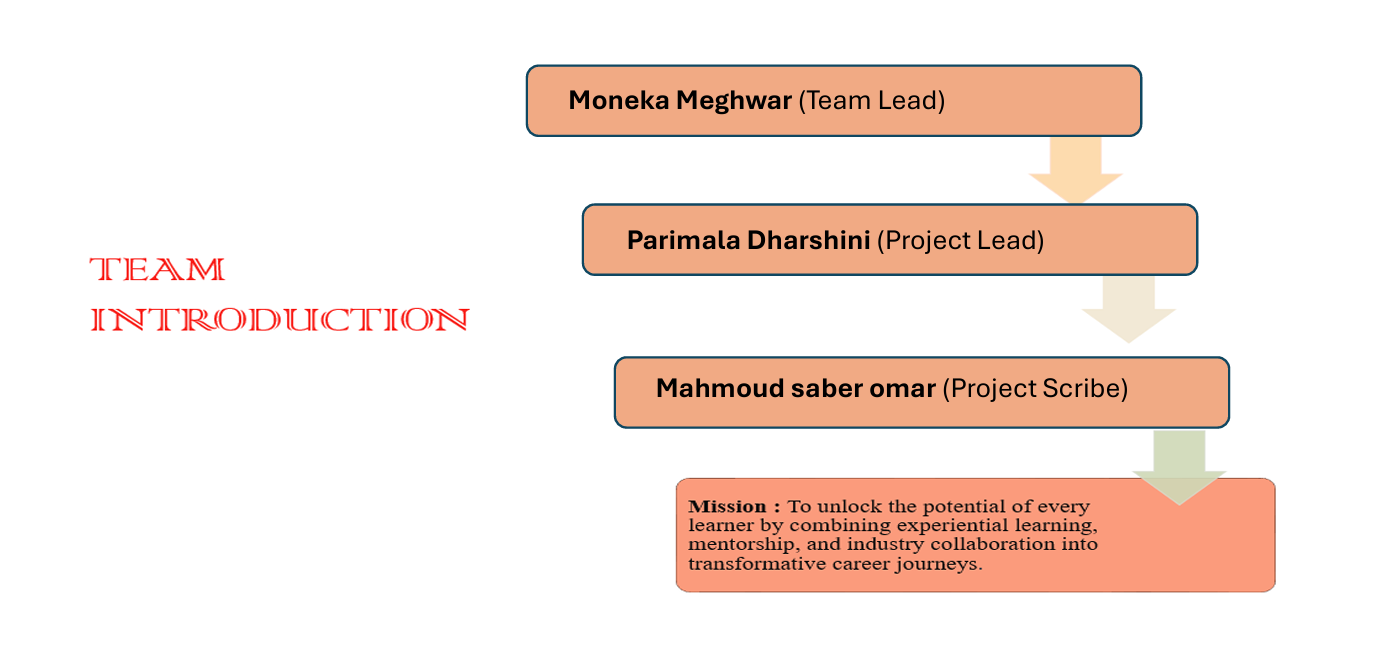 TEAM
INTRODUCTION
Moneka Meghwar (Team Lead)
Parimala Dharshini (Project Lead)
Mahmoud saber omar (Project Scribe)
Mission : To unlock the potential of every
learner by combining experiential learning,
mentorship, and industry collaboration into
transformative career journeys.